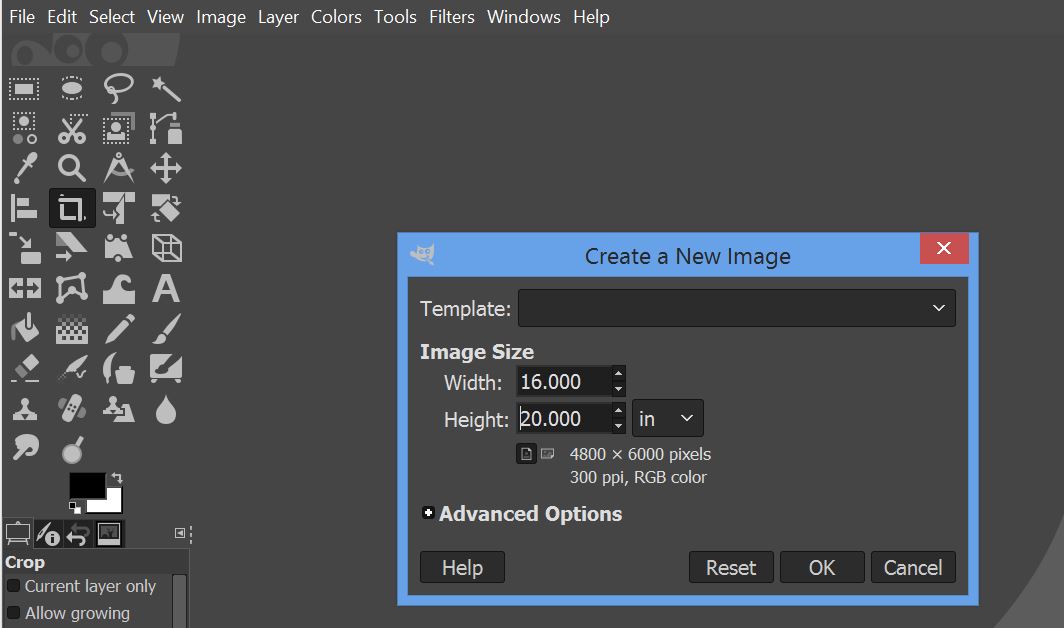 File Edit Select View Image Layer Colors Tools Filters Windows Help
Create a New Image
Template:
Image Size
Width: 16.000
Height: 20.000 in
4800 × 6000 pixels
300 ppi, RGB color
Advanced Options
Help Reset OK Cancel
Crop
Current layer only
Allow growing